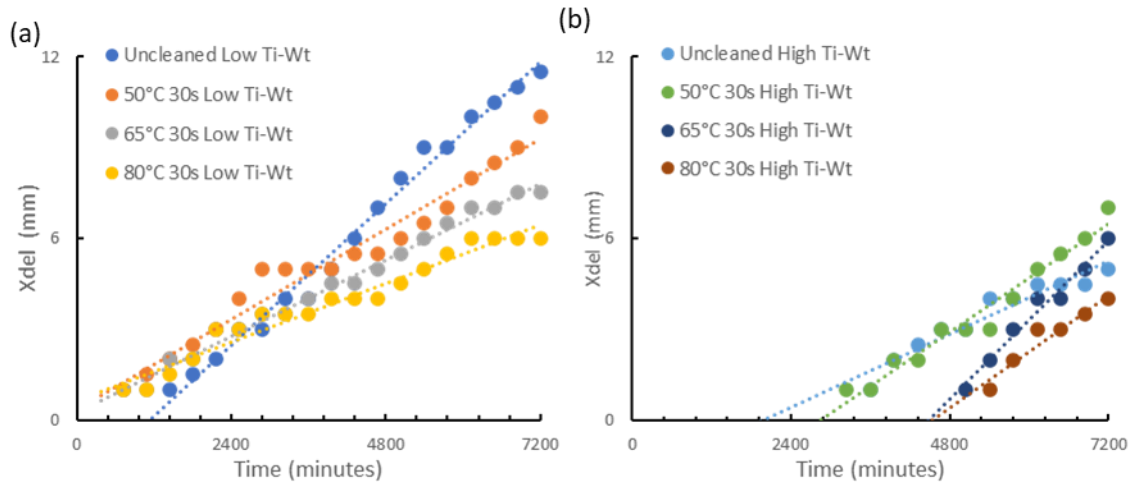 (a)
Uncleaned Low Ti-Wt
50°C 30s Low Ti-Wt
65°C 30s Low Ti-Wt
80°C 30s Low Ti-Wt
12
6
0
Xdel (mm)
0 2400 4800 7200
Time (minutes)
(b)
Uncleaned High Ti-Wt
50°C 30s High Ti-Wt
65°C 30s High Ti-Wt
80°C 30s High Ti-Wt
12
6
0
Xdel (mm)
0 2400 4800 7200
Time (minutes)